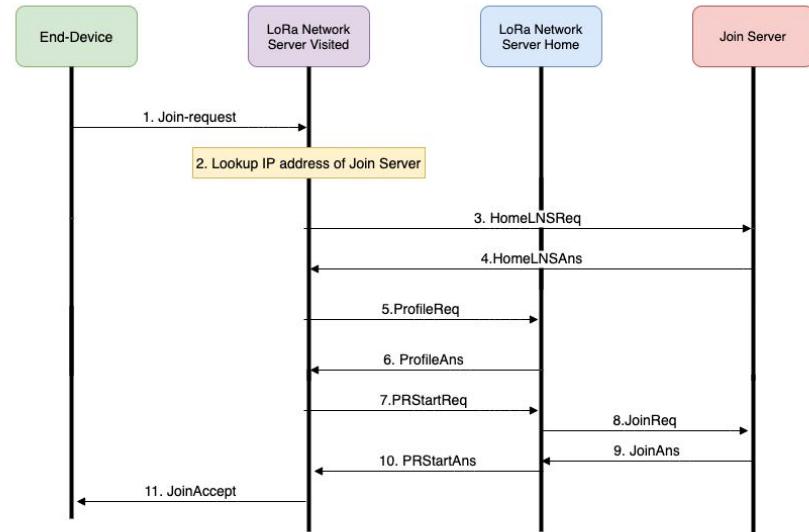 End-Device
LoRa Network
Server Visited
LoRa Network
Server Home
Join Server
1. Join-request
2. Lookup IP address of Join Server
3. HomeLNSReq
4.HomeLNSAns
5.ProfileReq
6. ProfileAns
7.PRStartReq
8.JoinReq
9. JoinAns
10. PRStartAns
11. JoinAccept